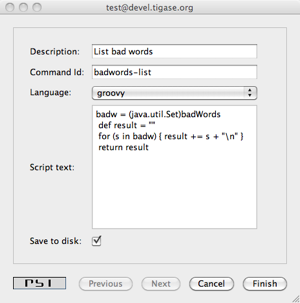 test@devel.tigase.org
Description: List bad words
Command Id: badwords-list
Language: groovy
badw = (java.util.Set)badWords
def result = ""
for (s in badw) { result += s + "\n" }
return result
Script text:
Save to disk:
PSI Previous Next Cancel Finish